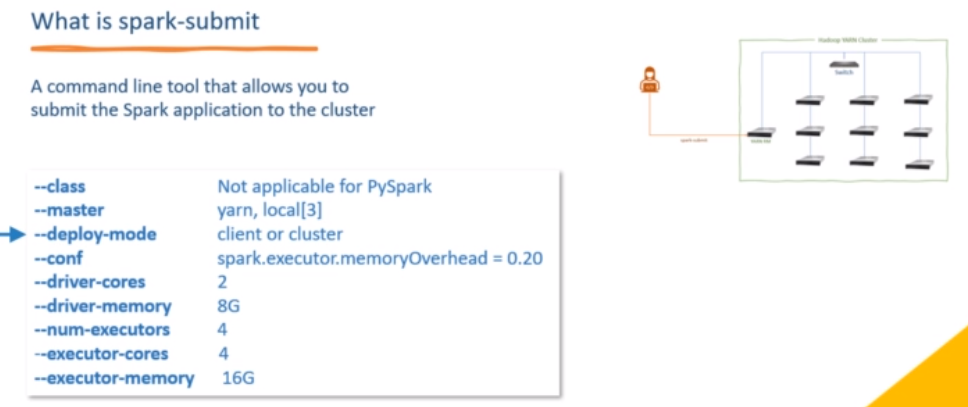 What is spark-submit
A command line tool that allows you to
submit the Spark application to the cluster
--class Not applicable for PySpark
--master yarn, local[3]
--deploy-mode client or cluster
--conf spark.executor.memoryOverhead = 0.20
--driver-cores 2
--driver-memory 8G
--num-executors 4
--executor-cores 4
--executor-memory 16G
Hadoop YARN Cluster
Switch
spark-submit